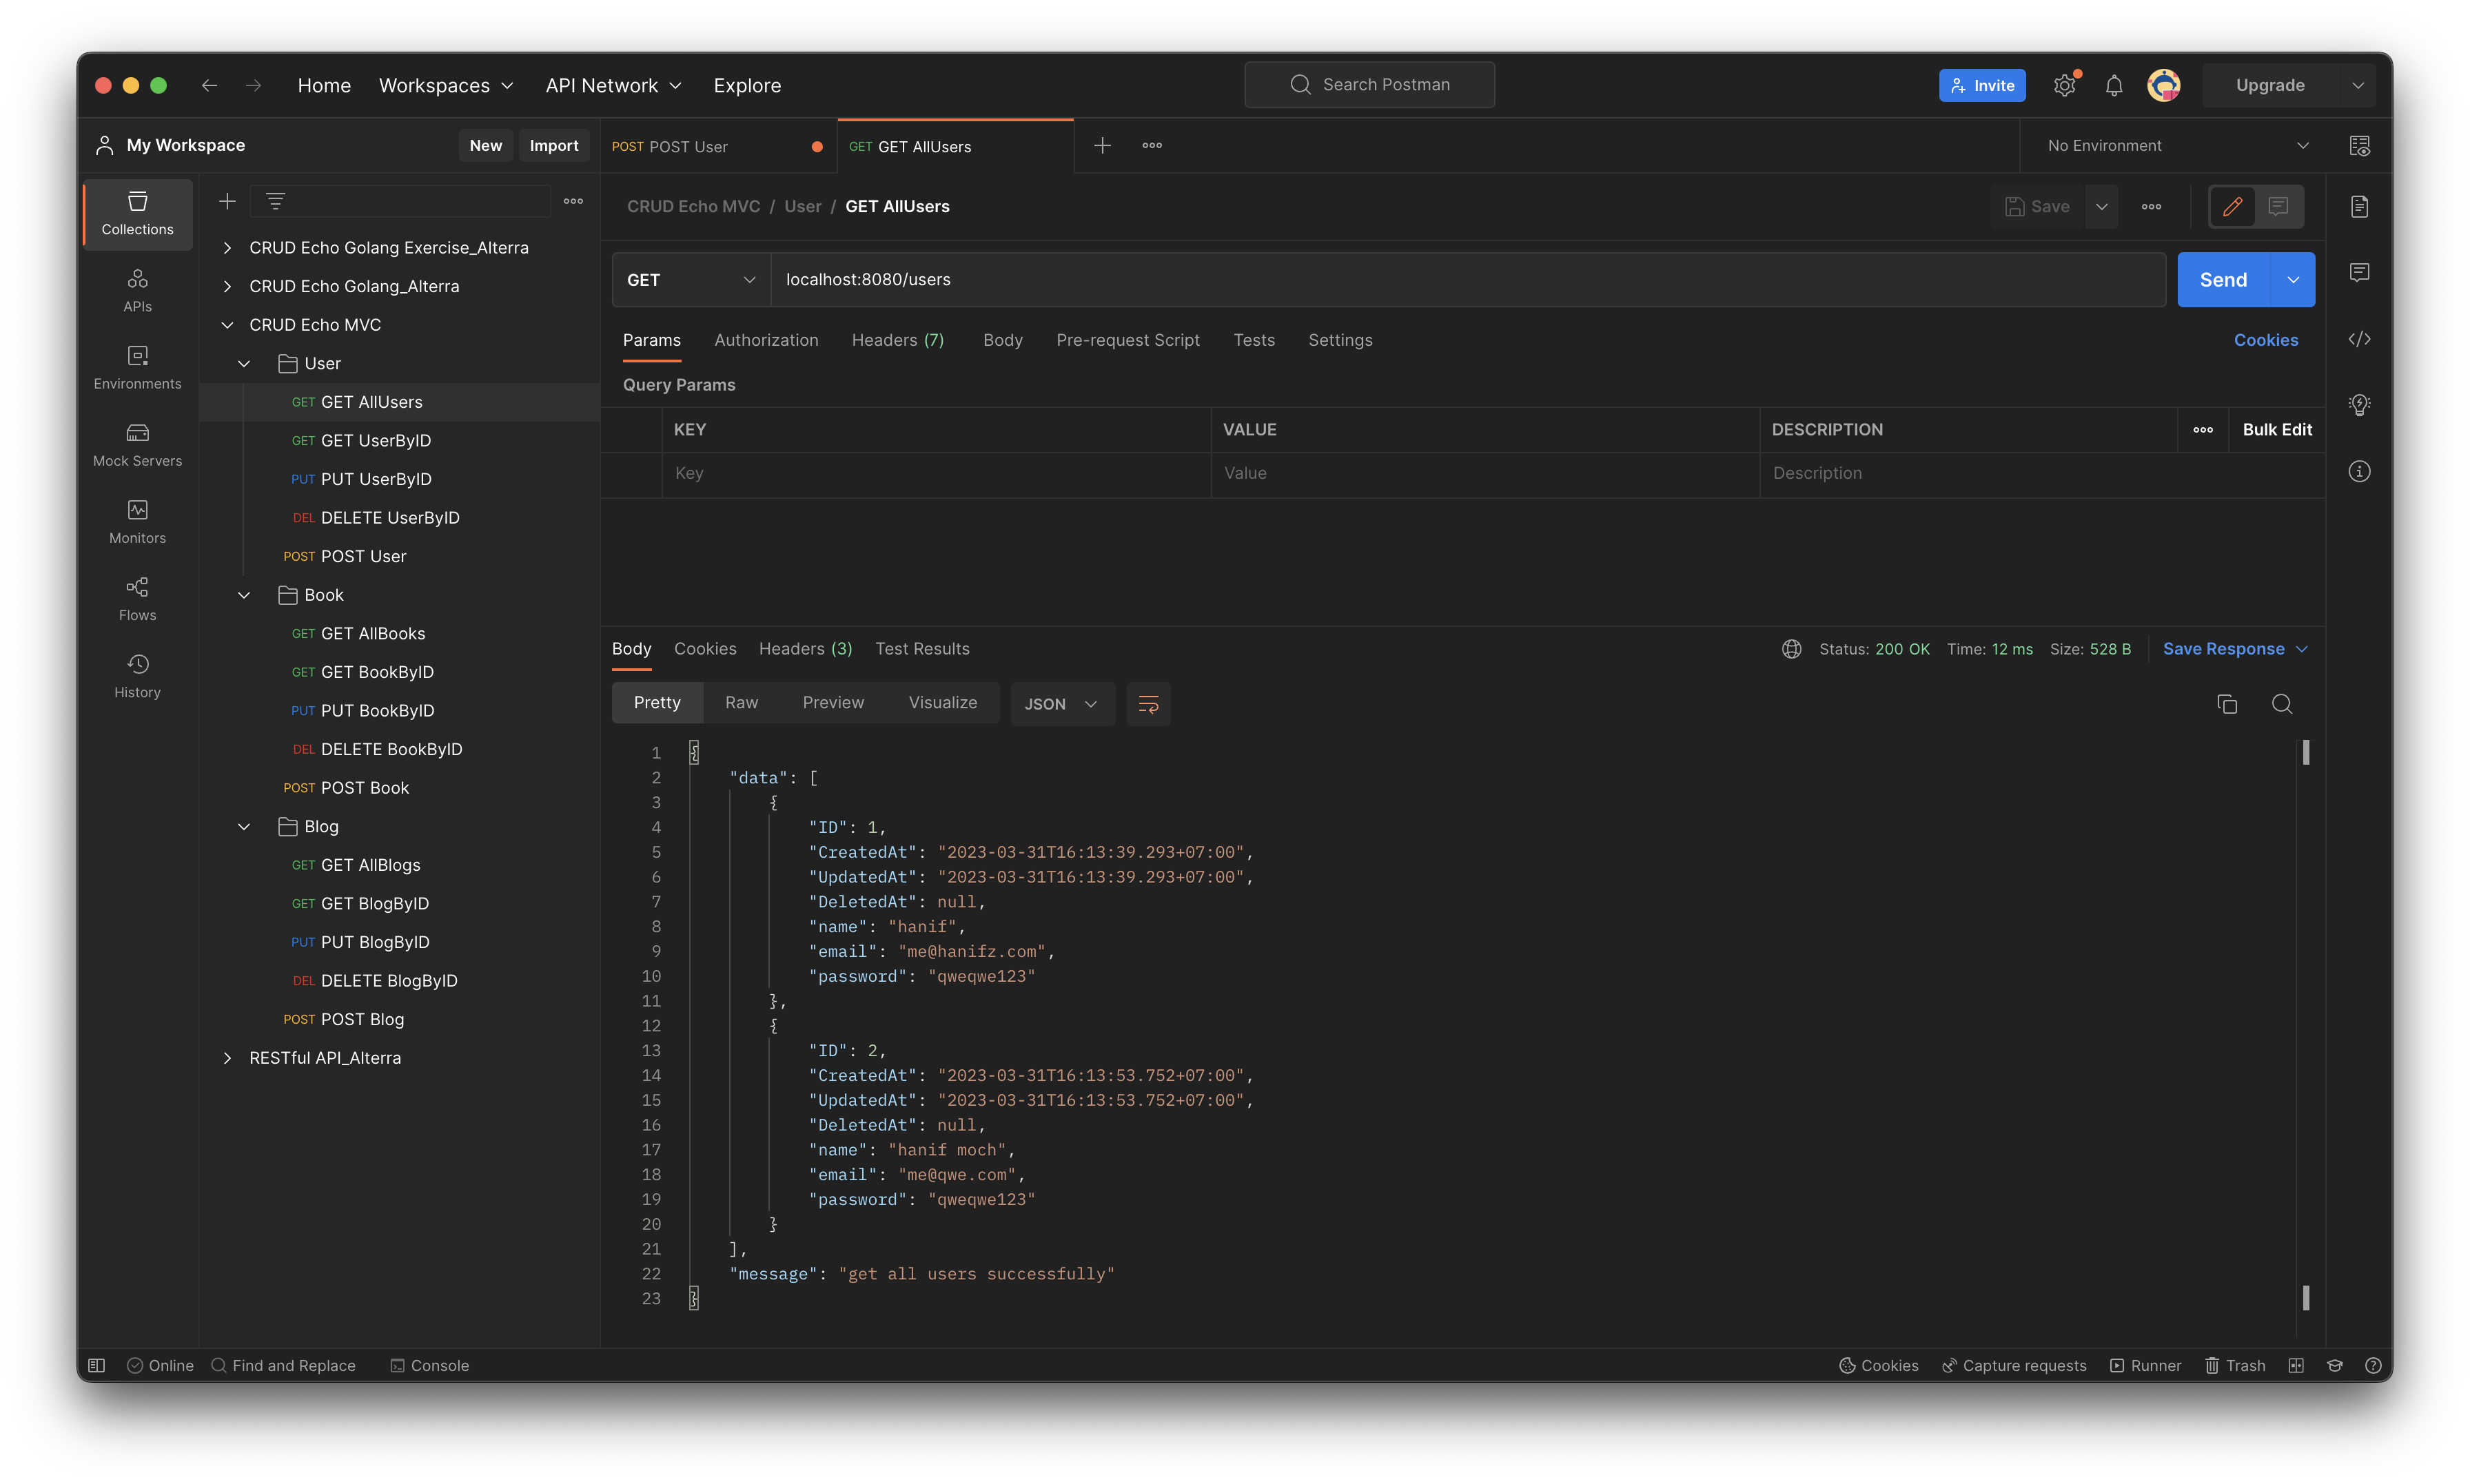 Home Workspaces API Network Explore Search Postman Invite Upgrade
My Workspace New Import POST POST User GET GET AllUsers No Environment
Collections
APIs
Environments
Mock Servers
Monitors
Flows
History
CRUD Echo Golang Exercise_Alterra
CRUD Echo Golang_Alterra
CRUD Echo MVC
User
GET GET AllUsers
GET GET UserByID
PUT PUT UserByID
DEL DELETE UserByID
POST POST User
Book
GET GET AllBooks
GET GET BookByID
PUT PUT BookByID
DEL DELETE BookByID
POST POST Book
Blog
GET GET AllBlogs
GET GET BlogByID
PUT PUT BlogByID
DEL DELETE BlogByID
POST POST Blog
RESTful API_Alterra
CRUD Echo MVC / User / GET AllUsers Save
GET localhost:8080/users Send
Params Authorization Headers (7) Body Pre-request Script Tests Settings Cookies
Query Params
KEY VALUE DESCRIPTION Bulk Edit
Key Value Description
Body Cookies Headers (3) Test Results Status: 200 OK Time: 12 ms Size: 528 B Save Response
Pretty Raw Preview Visualize JSON
1 {
2 "data": [
3 {
4 "ID": 1,
5 "CreatedAt": "2023-03-31T16:13:39.293+07:00",
6 "UpdatedAt": "2023-03-31T16:13:39.293+07:00",
7 "DeletedAt": null,
8 "name": "hanif",
9 "email": "me@hanifz.com",
10 "password": "qweqwe123"
11 },
12 {
13 "ID": 2,
14 "CreatedAt": "2023-03-31T16:13:53.752+07:00",
15 "UpdatedAt": "2023-03-31T16:13:53.752+07:00",
16 "DeletedAt": null,
17 "name": "hanif moch",
18 "email": "me@qwe.com",
19 "password": "qweqwe123"
20 }
21 ],
22 "message": "get all users successfully"
23 }
Online Find and Replace Console Cookies Capture requests Runner Trash